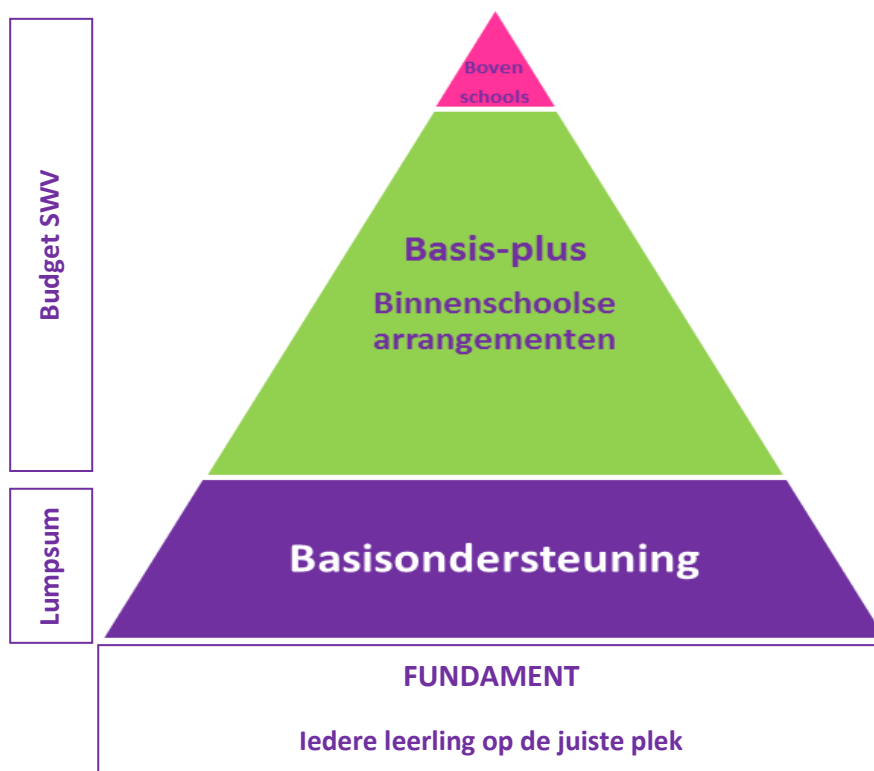 Boven
schools
Budget SWV
Basis-plus
Binnenschoolse
arrangementen
Lumpsum
Basisondersteuning
FUNDAMENT
Iedere leerling op de juiste plek